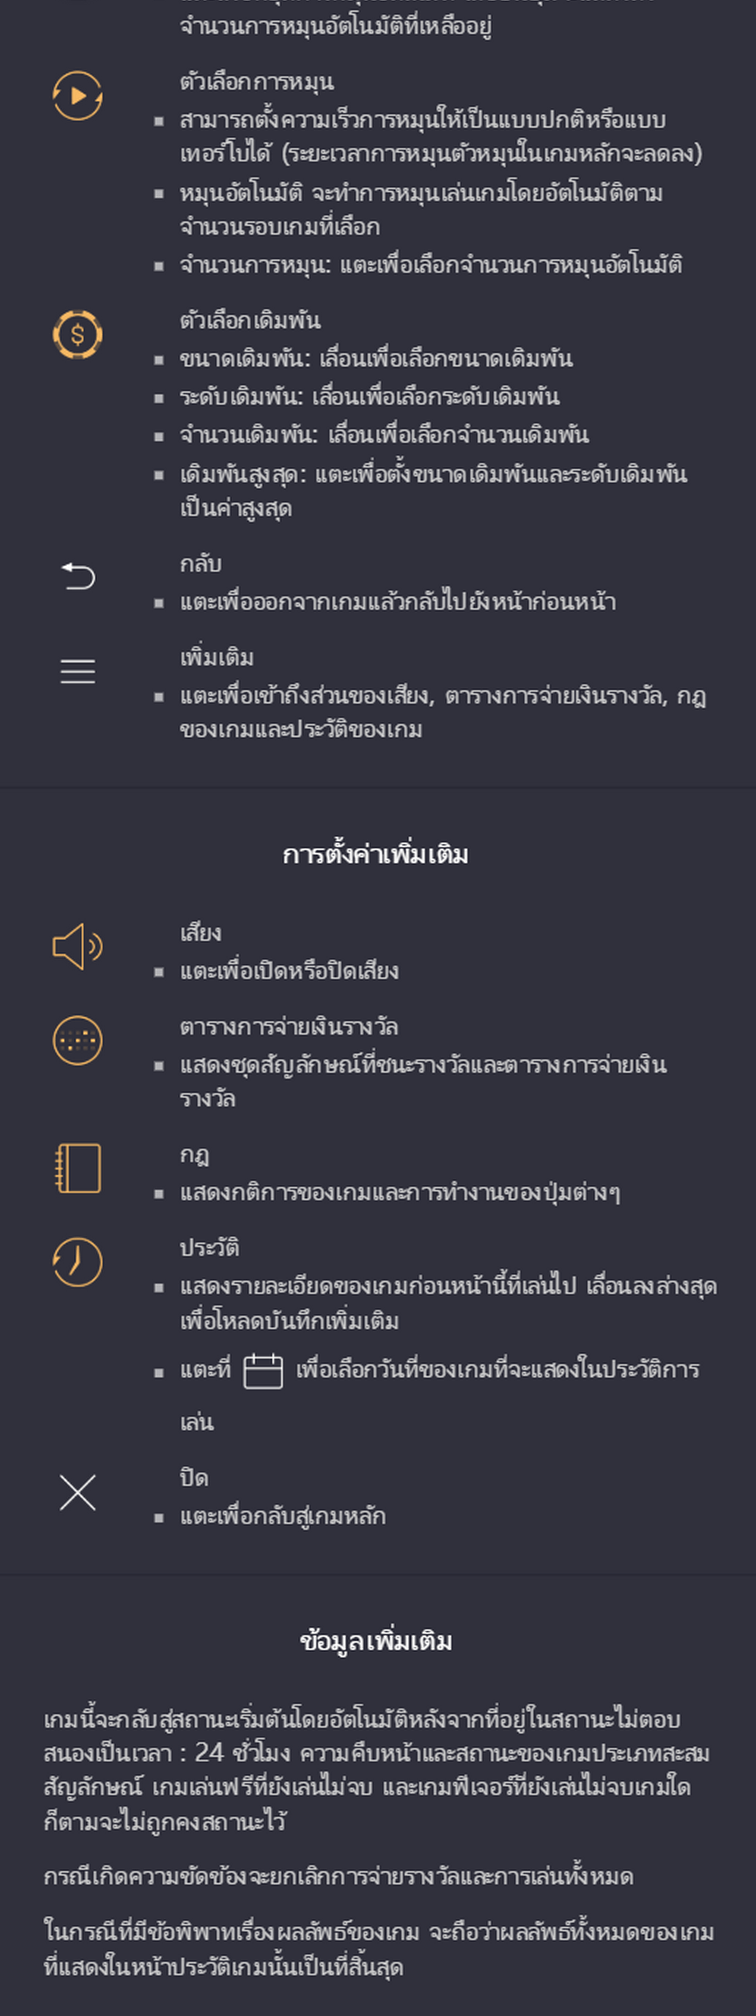 จำนวนการหมุนอัตโนมัติที่เหลืออยู่
ตัวเลือกการหมุน
สามารถตั้งความเร็วการหมุนให้เป็นแบบปกติหรือแบบ
เทอร์โบได้ (ระยะเวลาการหมุนตัวหมุนในเกมหลักจะลดลง)
หมุนอัตโนมัติ จะทำการหมุนเล่นเกมโดยอัตโนมัติตาม
จำนวนรอบเกมที่เลือก
จำนวนการหมุน: แตะเพื่อเลือกจำนวนการหมุนอัตโนมัติ
ตัวเลือกเดิมพัน
ขนาดเดิมพัน: เลื่อนเพื่อเลือกขนาดเดิมพัน
ระดับเดิมพัน: เลื่อนเพื่อเลือกระดับเดิมพัน
จำนวนเดิมพัน: เลื่อนเพื่อเลือกจำนวนเดิมพัน
เดิมพันสูงสุด: แตะเพื่อตั้งขนาดเดิมพันและระดับเดิมพัน
เป็นค่าสูงสุด
กลับ
แตะเพื่อออกจากเกมแล้วกลับไปยังหน้าก่อนหน้า
เพิ่มเติม
แตะเพื่อเข้าถึงส่วนของเสียง, ตารางการจ่ายเงินรางวัล, กฎ
ของเกมและประวัติของเกม
การตั้งค่าเพิ่มเติม
เสียง
แตะเพื่อเปิดหรือปิดเสียง
ตารางการจ่ายเงินรางวัล
แสดงชุดสัญลักษณ์ที่ชนะรางวัลและตารางการจ่ายเงิน
รางวัล
กฎ
แสดงกติการของเกมและการทำงานของปุ่มต่างๆ
ประวัติ
แสดงรายละเอียดของเกมก่อนหน้านี้ที่เล่นไป เลื่อนลงล่างสุด
เพื่อโหลดบันทึกเพิ่มเติม
แตะที่ เพื่อเลือกวันที่ของเกมที่จะแสดงในประวัติการ
เล่น
ปิด
แตะเพื่อกลับสู่เกมหลัก
ข้อมูลเพิ่มเติม
เกมนี้จะกลับสู่สถานะเริ่มต้นโดยอัตโนมัติหลังจากที่อยู่ในสถานะไม่ตอบ
สนองเป็นเวลา : 24 ชั่วโมง ความคืบหน้าและสถานะของเกมประเภทสะสม
สัญลักษณ์ เกมเล่นฟรีที่ยังเล่นไม่จบ และเกมฟีเจอร์ที่ยังเล่นไม่จบเกมใด
ก็ตามจะไม่ถูกคงสถานะไว้
กรณีเกิดความขัดข้องจะยกเลิกการจ่ายรางวัลและการเล่นทั้งหมด
ในกรณีที่มีข้อพิพาทเรื่องผลลัพธ์ของเกม จะถือว่าผลลัพธ์ทั้งหมดของเกม
ที่แสดงในหน้าประวัติเกมนั้นเป็นที่สิ้นสุด